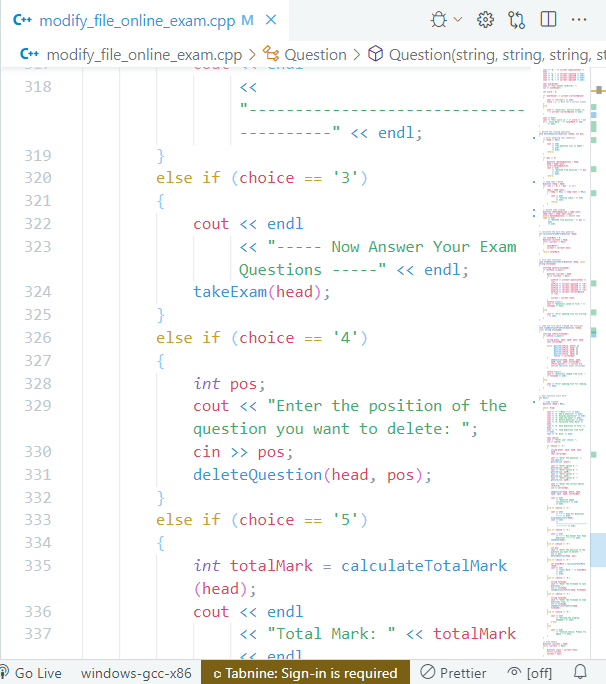 C++ modify_file_online_exam.cpp M
C++ modify_file_online_exam.cpp > Question > Question(string, string, string, s
cout << endl
318 <<
"------------------------------
----------" << endl;
319 }
320 else if (choice == '3')
321 {
322 cout << endl
323 << "----- Now Answer Your Exam
Questions -----" << endl;
324 takeExam(head);
325 }
326 else if (choice == '4')
327 {
328 int pos;
329 cout << "Enter the position of the
question you want to delete: ";
330 cin >> pos;
331 deleteQuestion(head, pos);
332 }
333 else if (choice == '5')
334 {
335 int totalMark = calculateTotalMark
(head);
336 cout << endl
337 << "Total Mark: " << totalMark
<< endl
Go Live windows-gcc-x86 Tabnine: Sign-in is required Prettier [off]